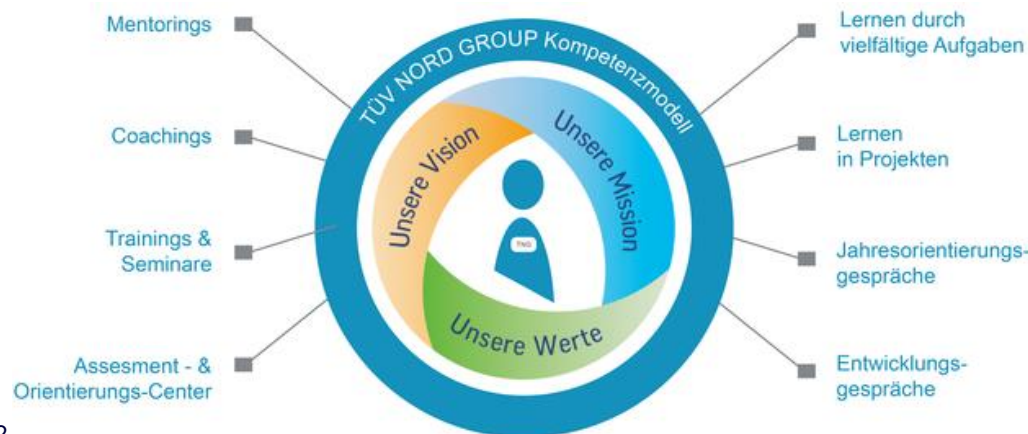 Mentorings
Coachings
Trainings &
Seminare
Assesment - &
Orientierungs-Center
TÜV NORD GROUP Kompetenzmodell
Unsere Vision
Unsere Mission
Unsere Werte
TNG
Lernen durch
vielfältige Aufgaben
Lernen
in Projekten
Jahresorientierungs-
gespräche
Entwicklungs-
gespräche